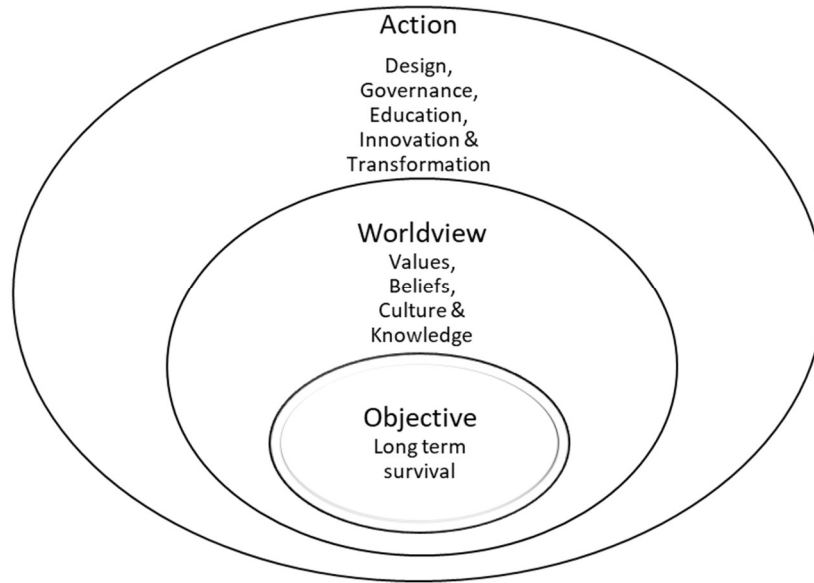 Action
Design,
Governance,
Education,
Innovation &
Transformation
Worldview
Values,
Beliefs,
Culture &
Knowledge
Objective
Long term
survival